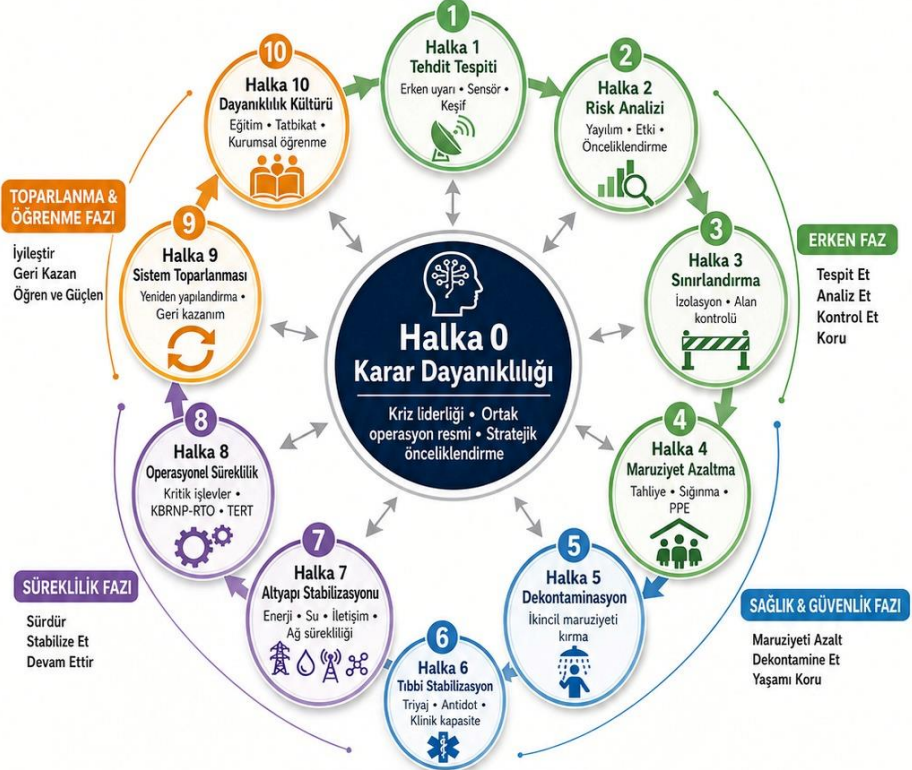 1
Halka 1
Tehdit Tespiti
Erken uyarı • Sensör •
Keşif
2
Halka 2
Risk Analizi
Yayılım • Etki •
Önceliklendirme
3
Halka 3
Sınırlandırma
İzolasyon • Alan
kontrolü
4
Halka 4
Maruziyet Azaltma
Tahliye • Sığınma •
PPE
5
Halka 5
Dekontaminasyon
İkincil maruziyeti
kırma
6
Halka 6
Tıbbi Stabilizasyon
Triyaj • Antidot •
Klinik kapasite
7
Halka 7
Altyapı Stabilizasyonu
Enerji • Su • İletişim •
Ağ sürekliliği
8
Halka 8
Operasyonel Süreklilik
Kritik işlevler •
KBRNP-RTO • TERT
9
Halka 9
Sistem Toparlanması
Yeniden yapılandırma •
Geri kazanım
10
Halka 10
Dayanıklılık Kültürü
Eğitim • Tatbikat •
Kurumsal öğrenme
Halka 0
Karar Dayanıklılığı
Kriz liderliği • Ortak
operasyon resmi • Stratejik
önceliklendirme
ERKEN FAZ
Tespit Et
Analiz Et
Kontrol Et
Koru
SAĞLIK & GÜVENLİK FAZI
Maruziyeti Azalt
Dekontamine Et
Yaşamı Koru
SÜREKLİLİK FAZI
Sürdür
Stabilize Et
Devam Ettir
TOPARLANMA &
ÖĞRENME FAZI
İyileştir
Geri Kazan
Öğren ve Güçlen